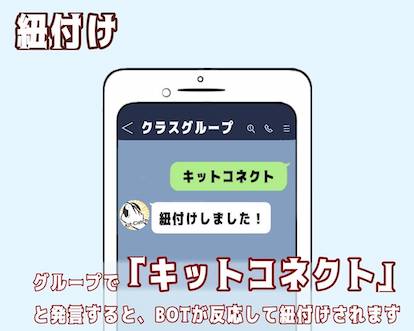 紐付け
クラスグループ
キットコネクト
紐付けしました！
グループで「キットコネクト」
と発言すると、BOTが反応して紐付けされます